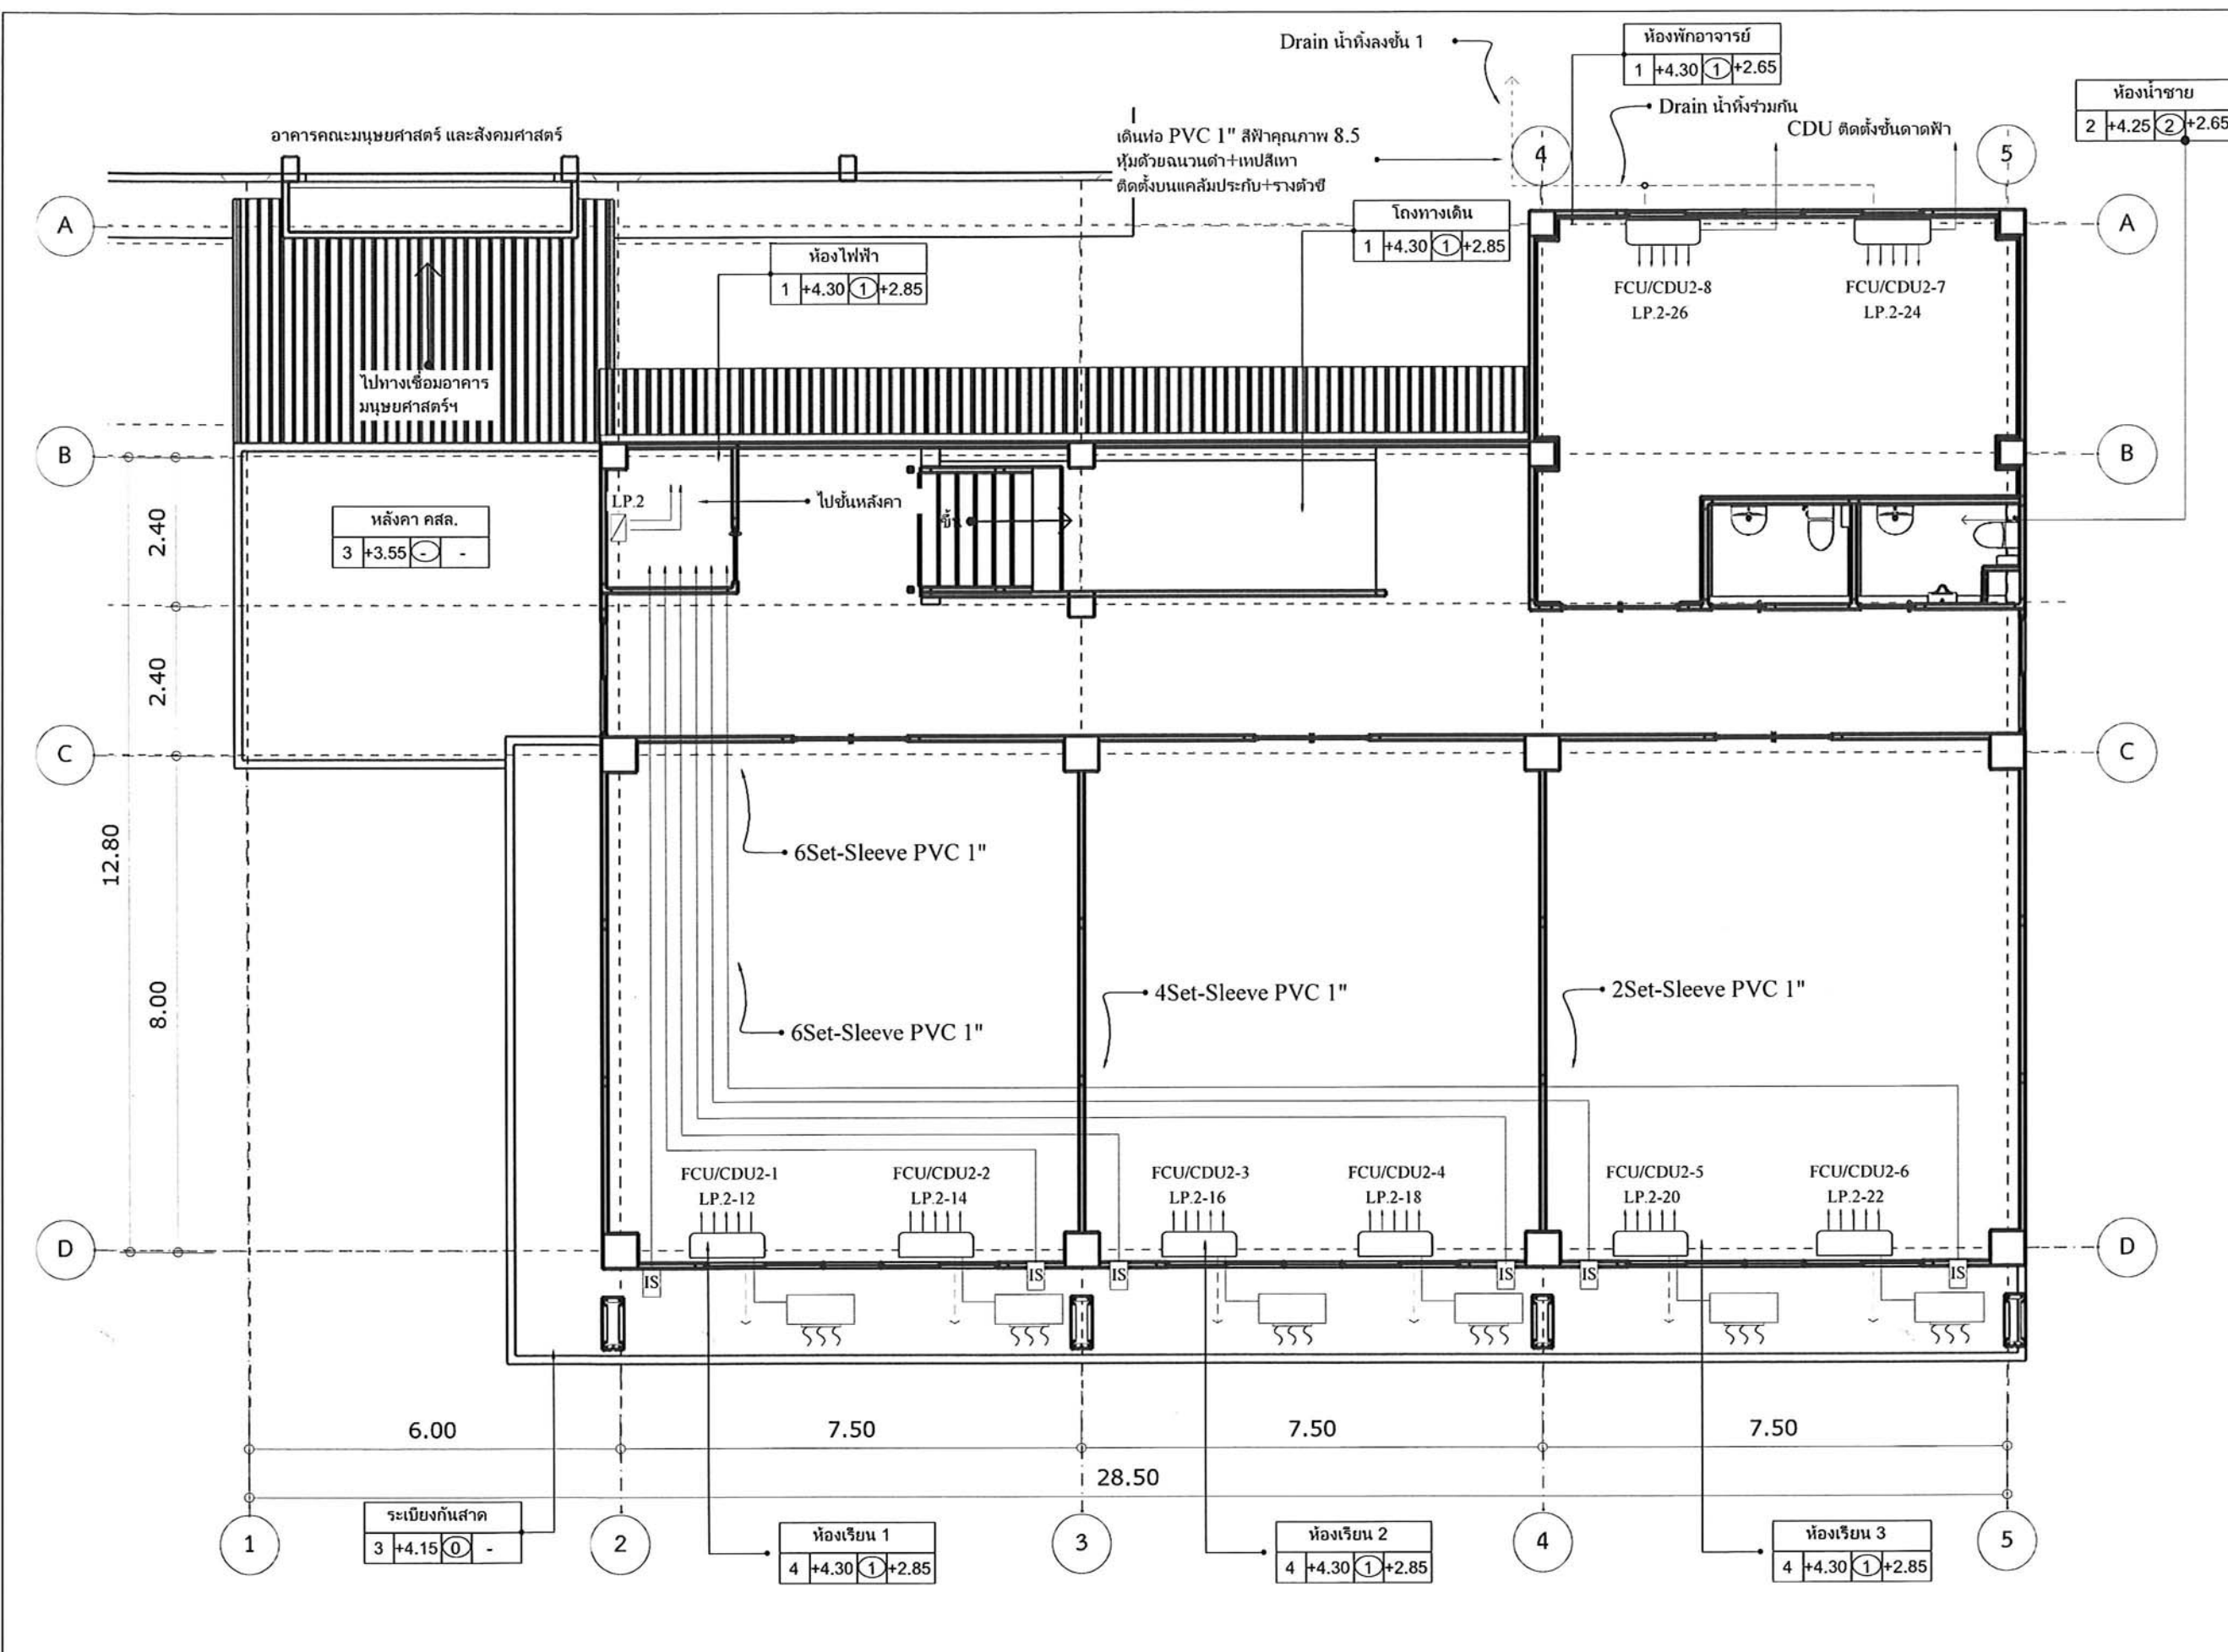 Drain น้ำทิ้งลงชั้น 1
ห้องพักอาจารย์
1 +4.30 1 +2.65
ห้องน้ำชาย
2 +4.25 2 +2.65
Drain น้ำทิ้งร่วมกัน
CDU ติดตั้งชั้นดาดฟ้า
อาคารคณะมนุษยศาสตร์ และสังคมศาสตร์
เดินท่อ PVC 1" สีฟ้าคุณภาพ 8.5
หุ้มด้วยฉนวนดำ+เทปสีเทา
ติดตั้งบนแคล้มประกับ+รางตัวซี
4
5
A
A
โถงทางเดิน
1 +4.30 1 +2.85
ห้องไฟฟ้า
1 +4.30 1 +2.85
FCU/CDU2-8
LP.2-26
FCU/CDU2-7
LP.2-24
ไปทางเชื่อมอาคาร
มนุษยศาสตร์ฯ
B
B
LP.2
ไปชั้นหลังคา
ขึ้น
หลังคา คสล.
3 +3.55 - -
2.40
2.40
C
C
12.80
8.00
6Set-Sleeve PVC 1"
6Set-Sleeve PVC 1"
4Set-Sleeve PVC 1"
2Set-Sleeve PVC 1"
FCU/CDU2-1
LP.2-12
FCU/CDU2-2
LP.2-14
FCU/CDU2-3
LP.2-16
FCU/CDU2-4
LP.2-18
FCU/CDU2-5
LP.2-20
FCU/CDU2-6
LP.2-22
D
D
IS
IS
IS
IS
IS
IS
6.00
7.50
7.50
7.50
28.50
ระเบียงกันสาด
3 +4.15 0 -
1
2
3
4
5
ห้องเรียน 1
4 +4.30 1 +2.85
ห้องเรียน 2
4 +4.30 1 +2.85
ห้องเรียน 3
4 +4.30 1 +2.85